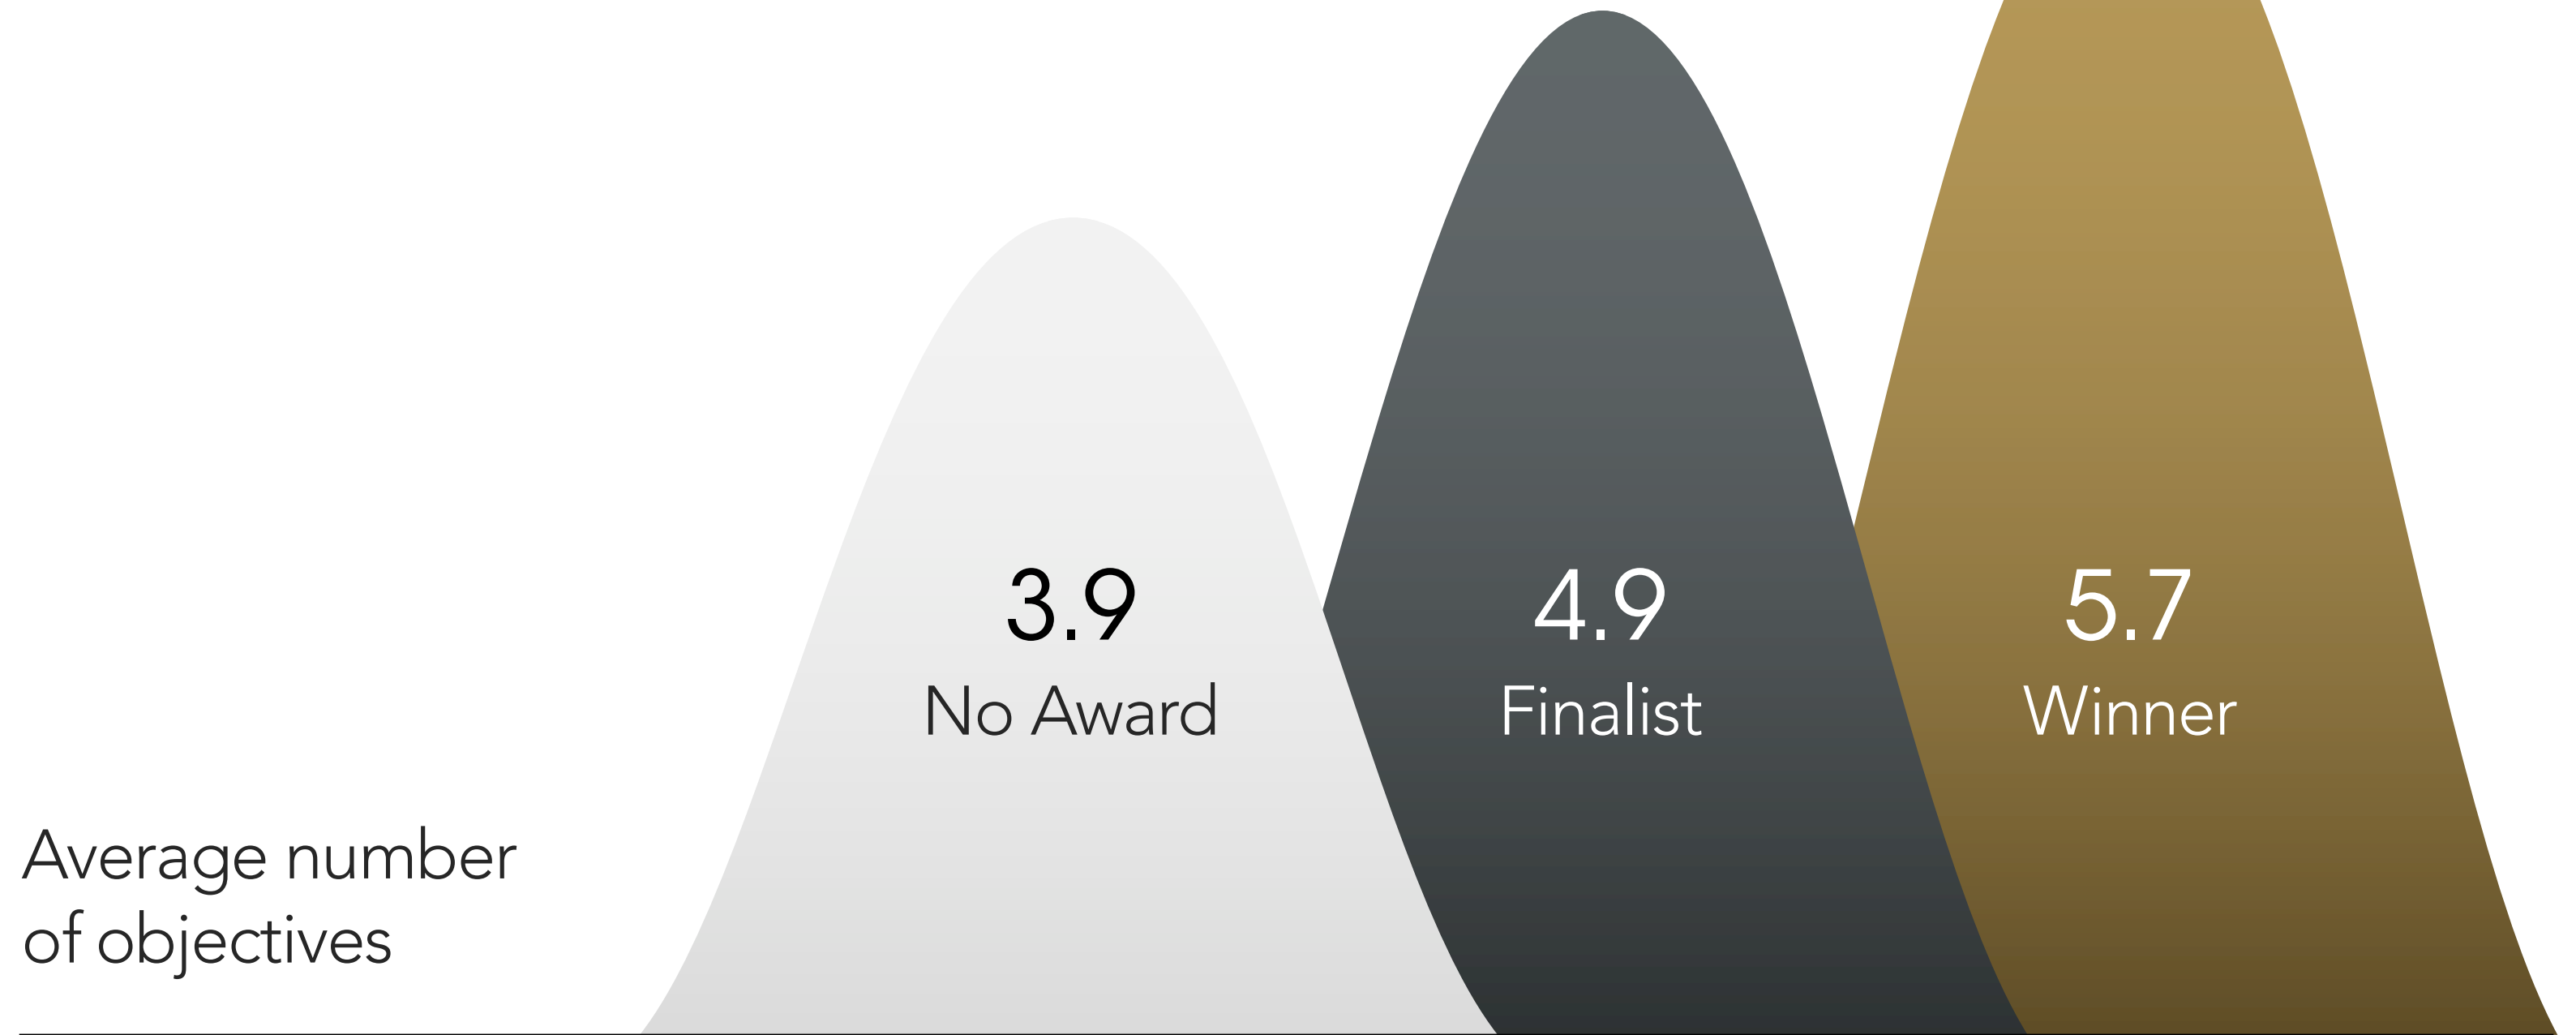 3.9
No Award
4.9
Finalist
5.7
Winner
Average number
of objectives